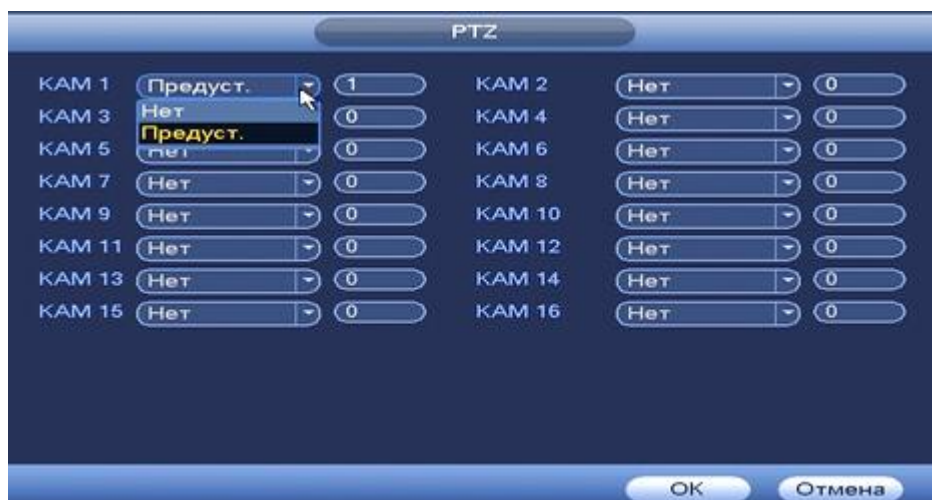 PTZ
КАМ 1 Предуст. 1 КАМ 2 Нет 0
КАМ 3 Нет 0 КАМ 4 Нет 0
Предуст.
КАМ 5 Нет 0 КАМ 6 Нет 0
КАМ 7 Нет 0 КАМ 8 Нет 0
КАМ 9 Нет 0 КАМ 10 Нет 0
КАМ 11 Нет 0 КАМ 12 Нет 0
КАМ 13 Нет 0 КАМ 14 Нет 0
КАМ 15 Нет 0 КАМ 16 Нет 0
OK Отмена